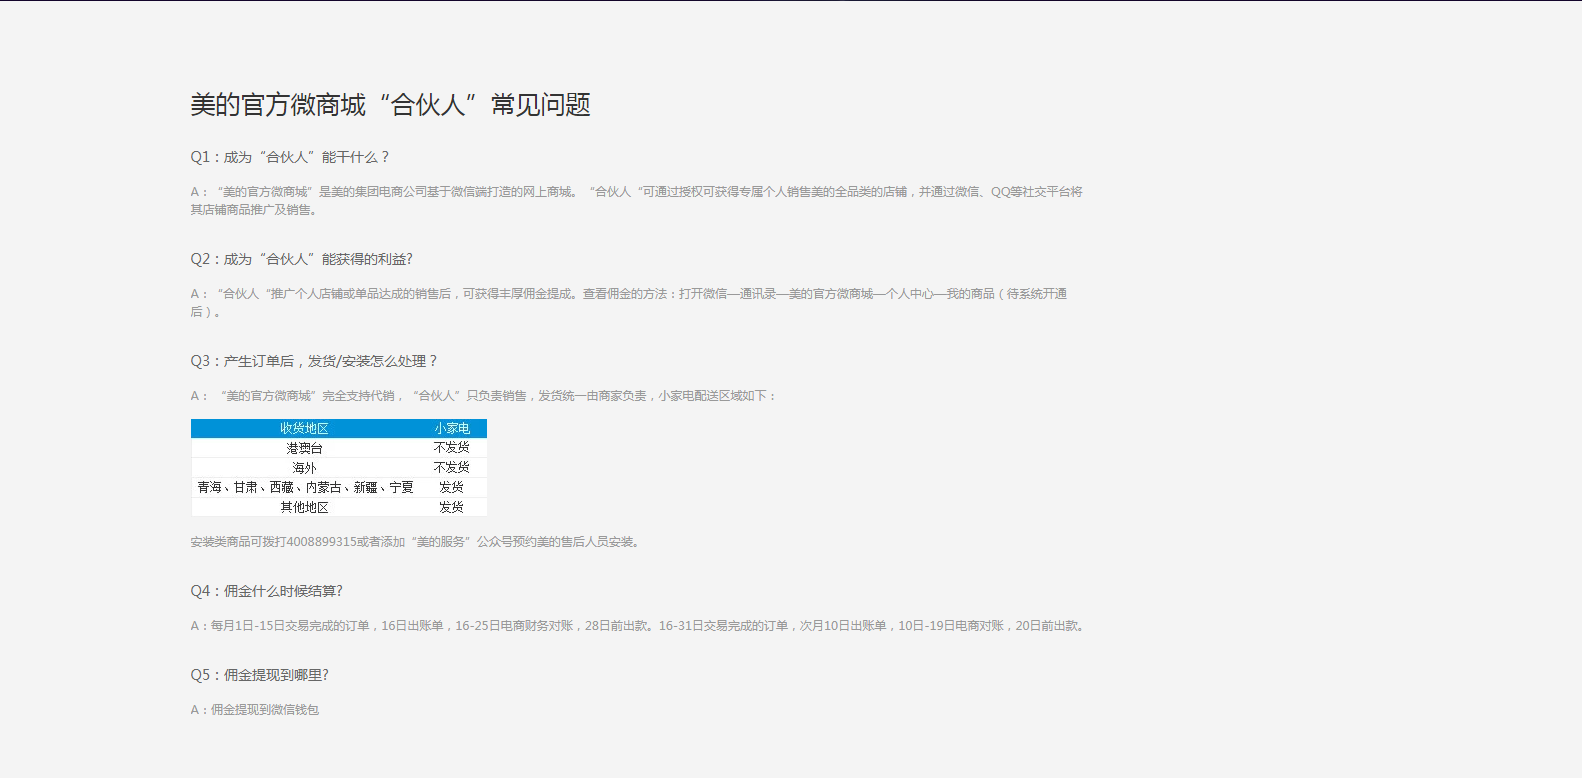 美的官方微商城“合伙人”常见问题
Q1：成为“合伙人”能干什么？
A：“美的官方微商城”是美的集团电商公司基于微信端打造的网上商城。“合伙人“可通过授权可获得专属个人销售美的全品类的店铺，并通过微信、QQ等社交平台将
其店铺商品推广及销售。
Q2：成为“合伙人”能获得的利益?
A：“合伙人“推广个人店铺或单品达成的销售后，可获得丰厚佣金提成。查看佣金的方法：打开微信—通讯录—美的官方微商城—个人中心—我的商品（待系统开通
后）。
Q3：产生订单后，发货/安装怎么处理？
A： “美的官方微商城”完全支持代销，“合伙人”只负责销售，发货统一由商家负责，小家电配送区域如下：
收货地区 小家电
港澳台 不发货
海外 不发货
青海、甘肃、西藏、内蒙古、新疆、宁夏 发货
其他地区 发货
安装类商品可拨打4008899315或者添加“美的服务”公众号预约美的售后人员安装。
Q4：佣金什么时候结算?
A：每月1日-15日交易完成的订单，16日出账单，16-25日电商财务对账，28日前出款。16-31日交易完成的订单，次月10日出账单，10日-19日电商对账，20日前出款。
Q5：佣金提现到哪里?
A：佣金提现到微信钱包